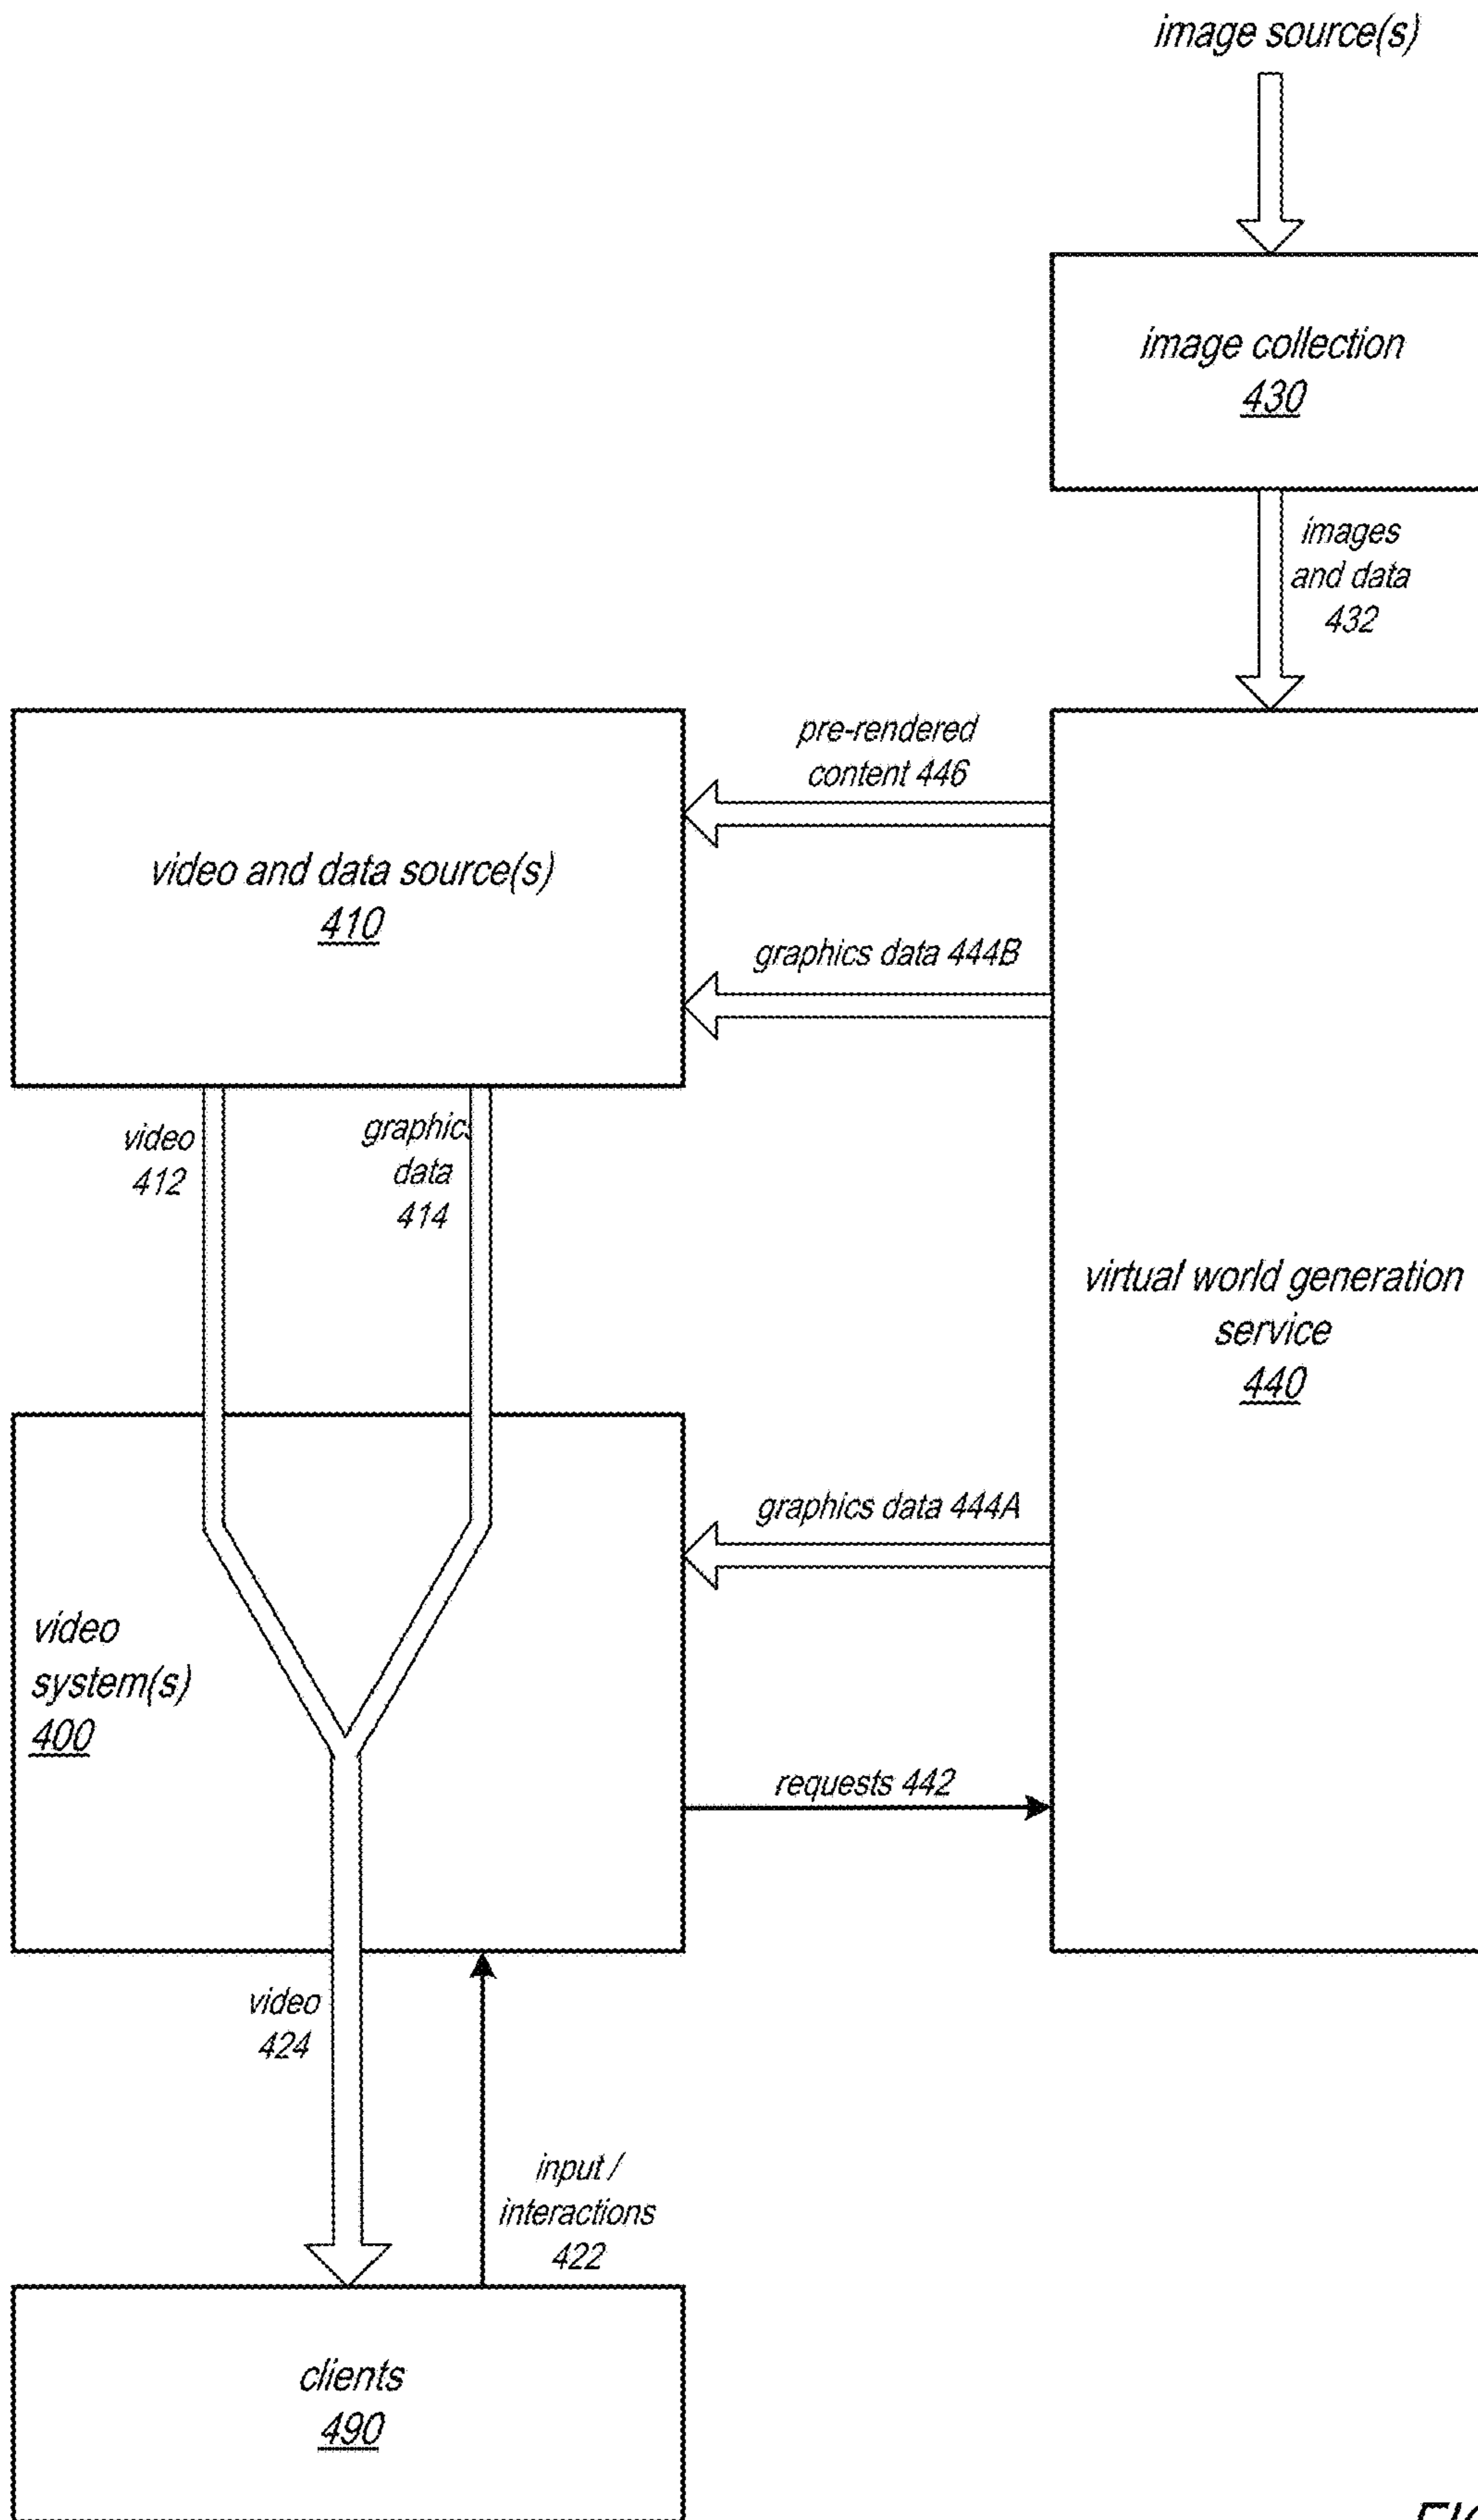 image source(s)
image collection
430
images
and data
432
pre-rendered
content 446
video and data source(s)
410
graphics data 444B
video
412
graphics
data
414
virtual world generation
service
440
graphics data 444A
video
system(s)
400
requests 442
video
424
input /
interactions
422
clients
490